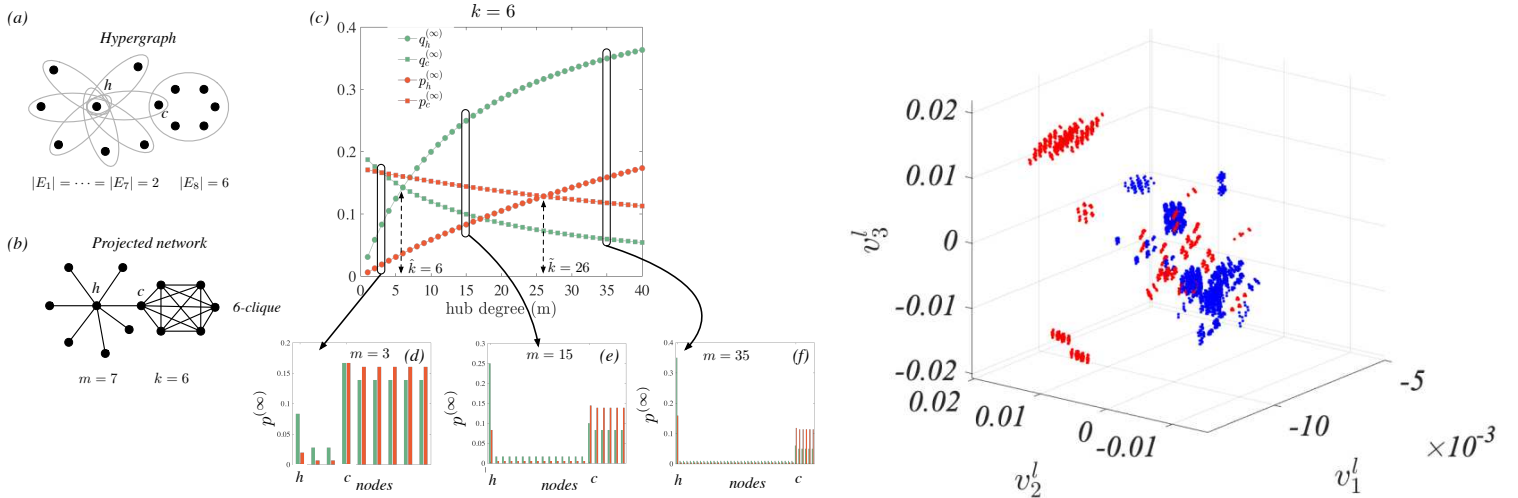 (a)
Hypergraph
h
c
|E₁| = ⋯ = |E₇| = 2
|E₈| = 6
(b)
Projected network
h
c
6-clique
m = 7
k = 6
(c)
k = 6
0.4
0.3
0.2
0.1
0
q_h^(∞)
q_c^(∞)
p_h^(∞)
p_c^(∞)
k̂ = 6
k̃ = 26
0 5 10 15 20 25 30 35 40
hub degree (m)
(d)
m = 3
p^(∞)
0.2
0.15
0.1
0.05
0
h c nodes
(e)
m = 15
p^(∞)
0.3
0.25
0.2
0.15
0.1
0.05
0
h nodes c
(f)
m = 35
p^(∞)
0.4
0.3
0.2
0.1
0
h nodes c
v₃ˡ
0.02
0.01
0
-0.01
-0.02
0.02
0.01
0
-0.01
v₂ˡ
-5
-10
×10⁻³
v₁ˡ